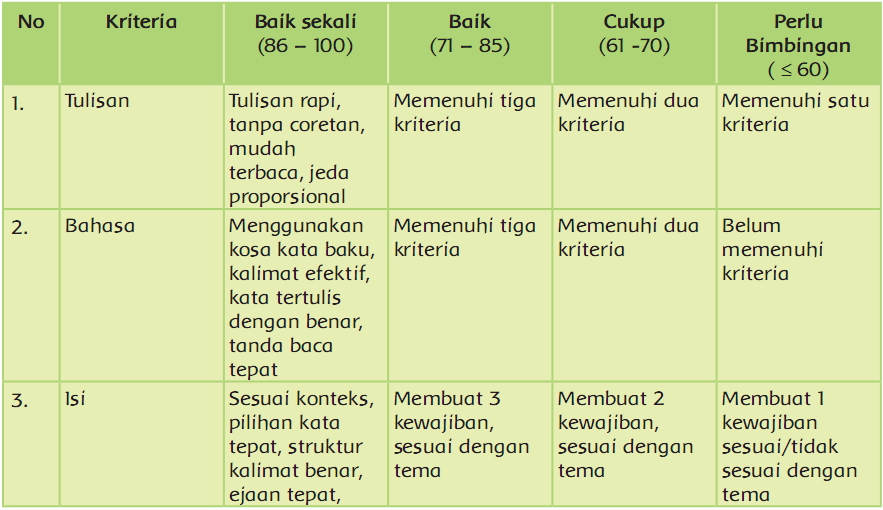 No
Kriteria
Baik sekali
(86 – 100)
Baik
(71 – 85)
Cukup
(61 -70)
Perlu
Bimbingan
( ≤ 60)
1.
Tulisan
Tulisan rapi,
tanpa coretan,
mudah
terbaca, jeda
proporsional
Memenuhi tiga
kriteria
Memenuhi dua
kriteria
Memenuhi satu
kriteria
2.
Bahasa
Menggunakan
kosa kata baku,
kalimat efektif,
kata tertulis
dengan benar,
tanda baca
tepat
Memenuhi tiga
kriteria
Memenuhi dua
kriteria
Belum
memenuhi
kriteria
3.
Isi
Sesuai konteks,
pilihan kata
tepat, struktur
kalimat benar,
ejaan tepat,
Membuat 3
kewajiban,
sesuai dengan
tema
Membuat 2
kewajiban,
sesuai dengan
tema
Membuat 1
kewajiban
sesuai/tidak
sesuai dengan
tema